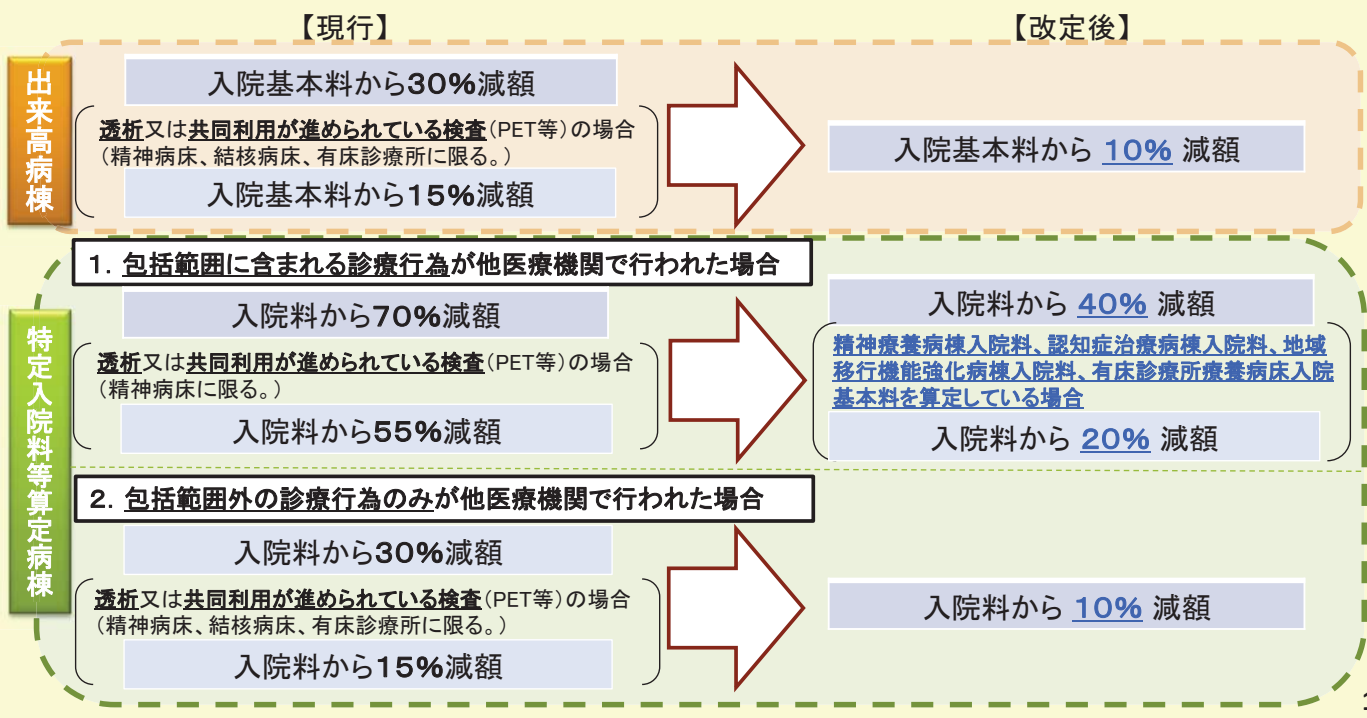 【現行】
【改定後】
出来高病棟
入院基本料から30%減額
透析又は共同利用が進められている検査(PET等)の場合
(精神病床、結核病床、有床診療所に限る。)
入院基本料から15%減額
入院基本料から 10% 減額
特定入院料等算定病棟
1. 包括範囲に含まれる診療行為が他医療機関で行われた場合
入院料から70%減額
透析又は共同利用が進められている検査(PET等)の場合
(精神病床に限る。)
入院料から55%減額
入院料から 40% 減額
精神療養病棟入院料、認知症治療病棟入院料、地域
移行機能強化病棟入院料、有床診療所療養病床入院
基本料を算定している場合
入院料から 20% 減額
2. 包括範囲外の診療行為のみが他医療機関で行われた場合
入院料から30%減額
透析又は共同利用が進められている検査(PET等)の場合
(精神病床、結核病床、有床診療所に限る。)
入院料から15%減額
入院料から 10% 減額